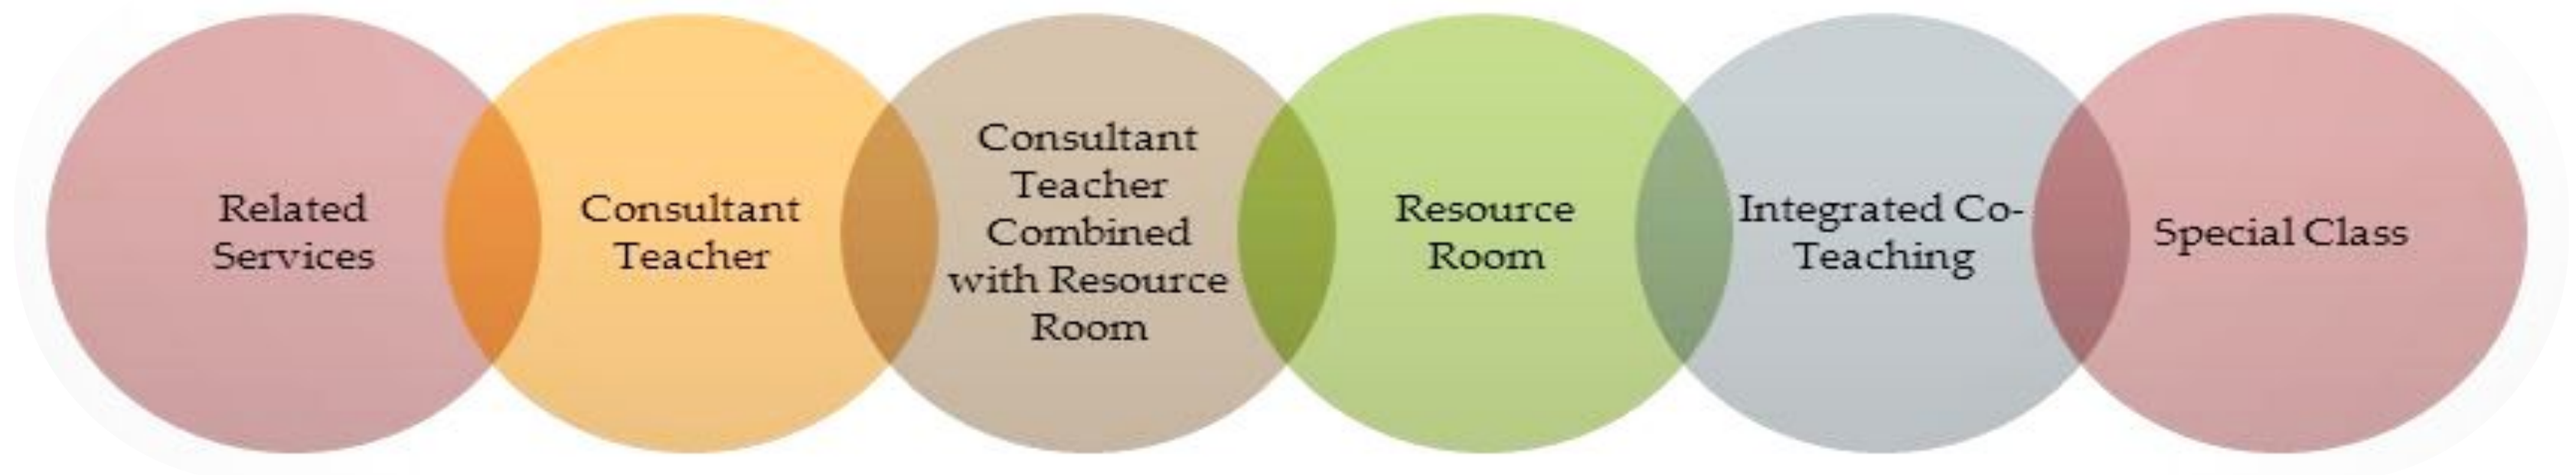 Related
Services
Consultant
Teacher
Consultant
Teacher
Combined
with Resource
Room
Resource
Room
Integrated Co-
Teaching
Special Class